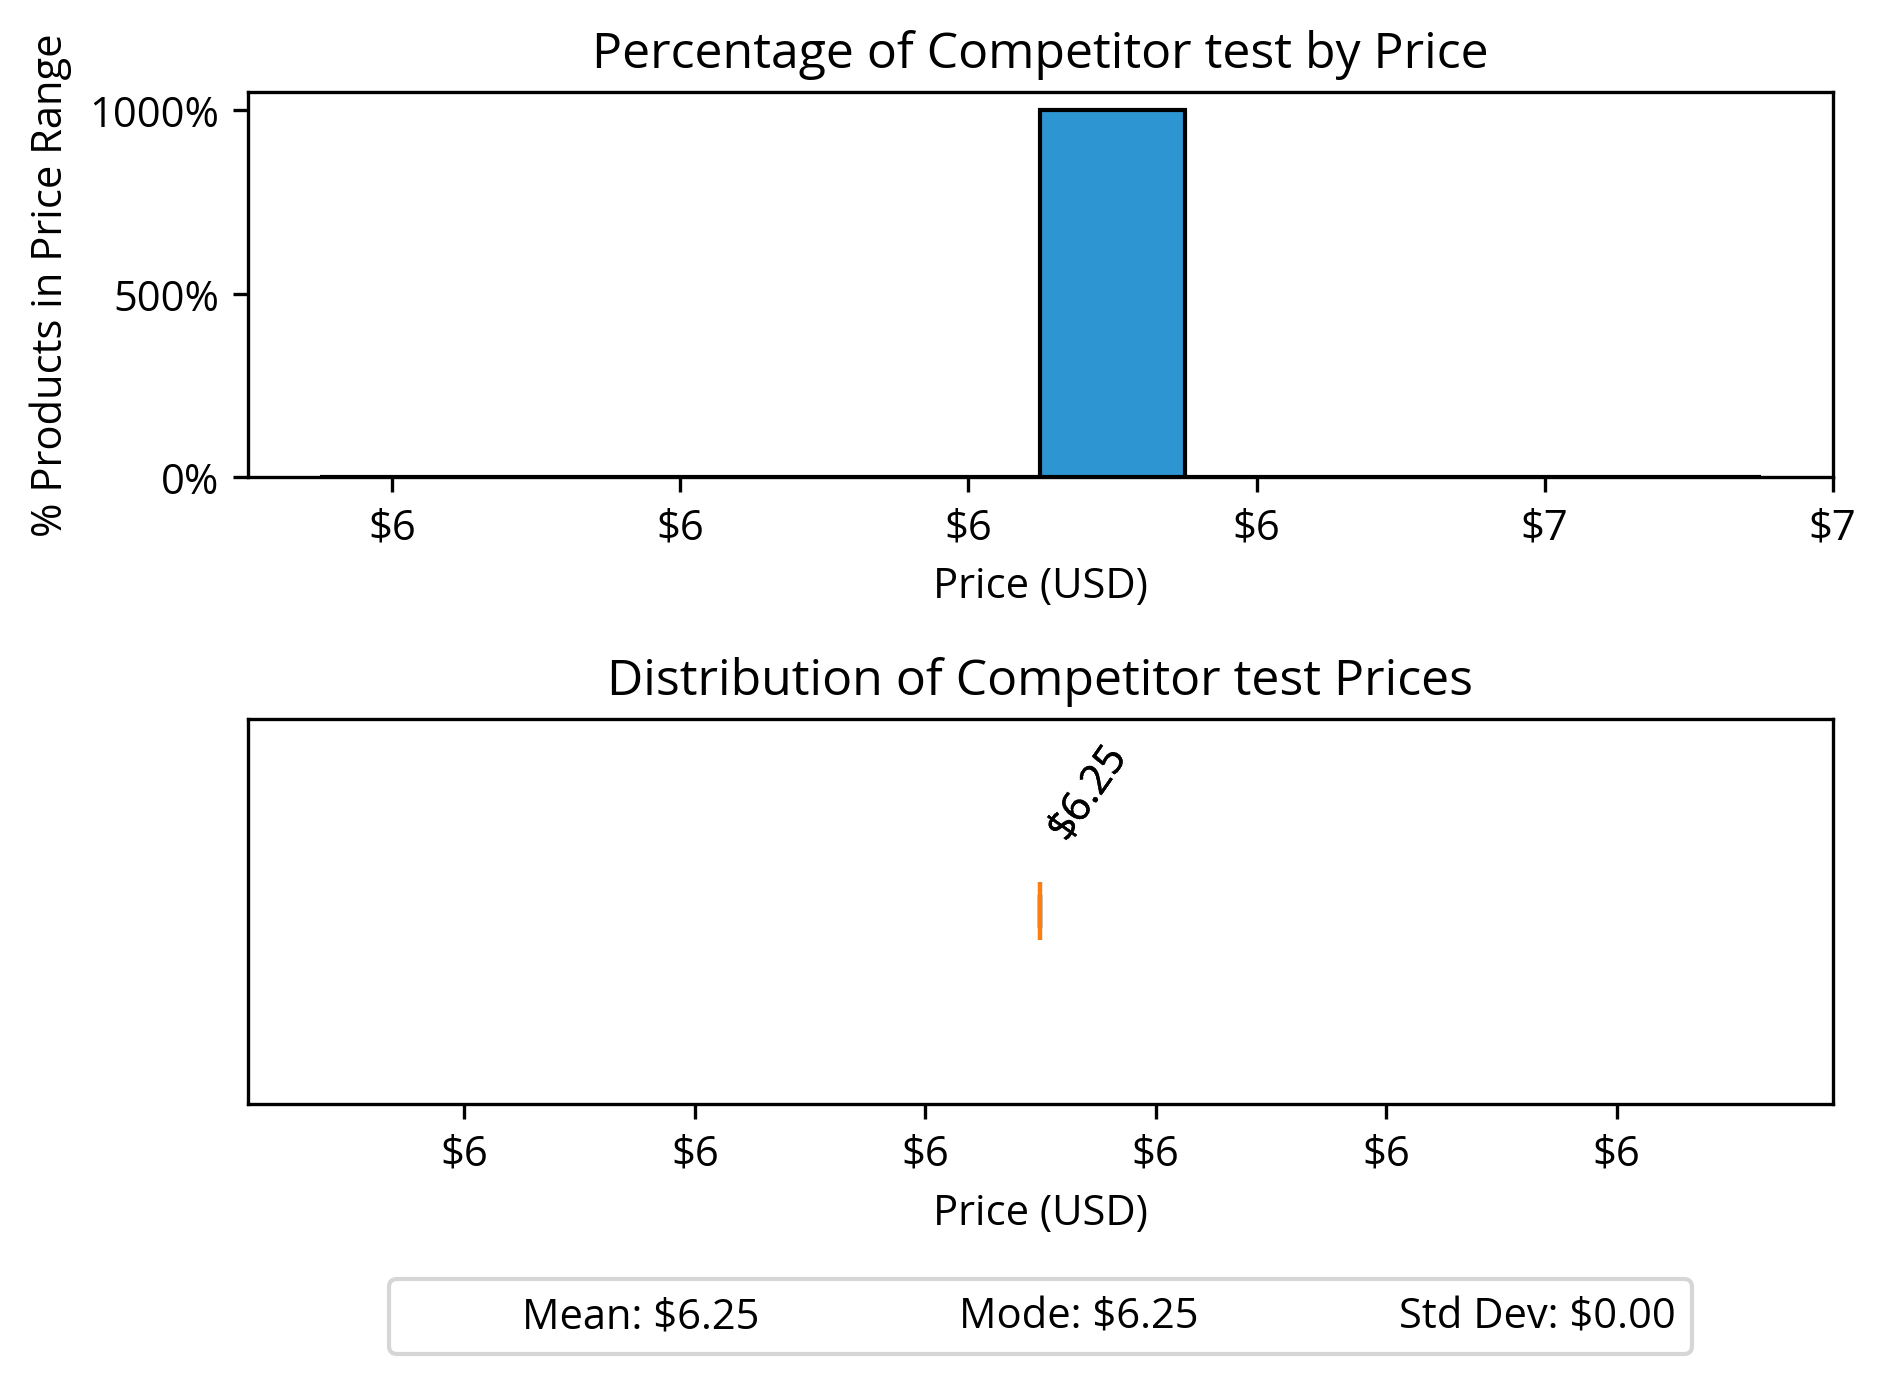 Percentage of Competitor test by Price
% Products in Price Range
1000%
500%
0%
$6 $6 $6 $6 $7 $7
Price (USD)
Distribution of Competitor test Prices
$6.25
$6 $6 $6 $6 $6 $6
Price (USD)
Mean: $6.25 Mode: $6.25 Std Dev: $0.00